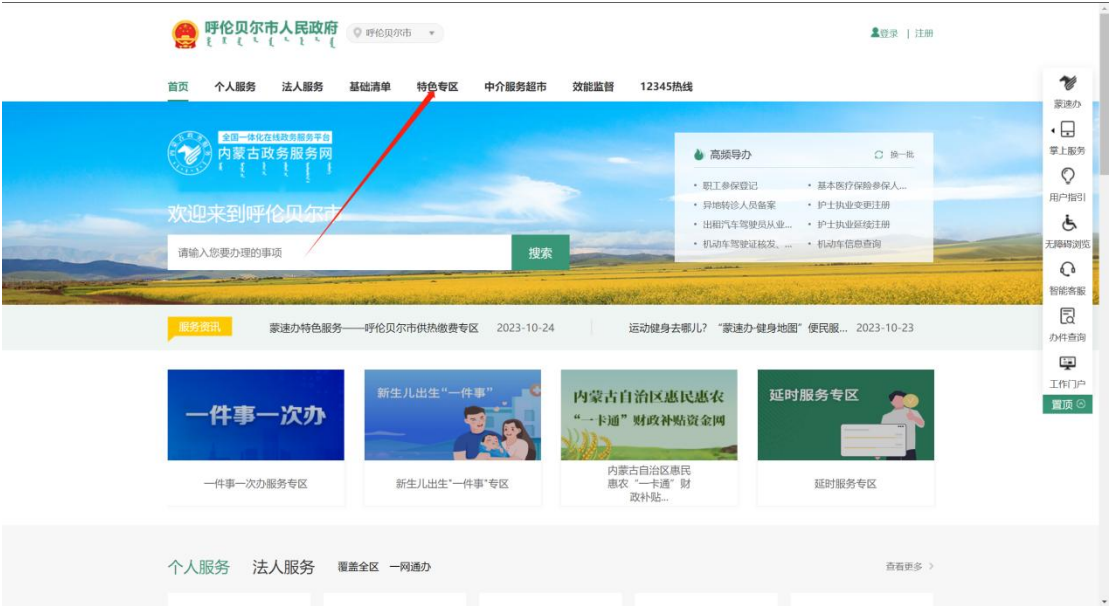 呼伦贝尔市人民政府
呼伦贝尔市
登录 | 注册
首页 个人服务 法人服务 基础清单 特色专区 中介服务超市 效能监督 12345热线
全国一体化在线政务服务平台
内蒙古政务服务网
欢迎来到呼伦贝尔市
请输入您要办理的事项
搜索
高频导办 换一批
· 职工参保登记 · 基本医疗保险参保人...
· 异地转诊人员备案 · 护士执业变更注册
· 出租汽车驾驶员从业... · 护士执业延续注册
· 机动车驾驶证核发、... · 机动车信息查询
蒙速办
掌上服务
用户指引
无障碍浏览
智能客服
办件查询
工作门户
置顶
服务资讯 蒙速办特色服务——呼伦贝尔市供热缴费专区 2023-10-24 运动健身去哪儿? “蒙速办·健身地图” 便民服... 2023-10-23
一件事一次办
一件事一次办服务专区
新生儿出生“一件事”
新生儿出生"一件事"专区
内蒙古自治区惠民惠农
“一卡通”财政补贴资金网
内蒙古自治区惠民
惠农“一卡通”财
政补贴...
延时服务专区
延时服务专区
个人服务 法人服务 覆盖全区 一网通办 查看更多 >